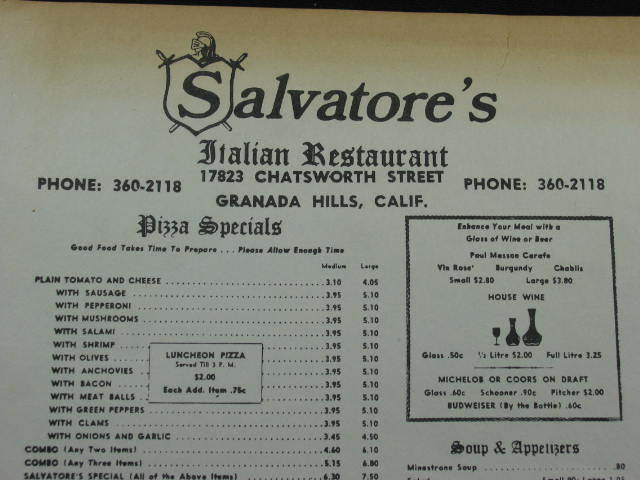 Salvatore's
Italian Restaurant
17823 CHATSWORTH STREET
PHONE: 360-2118
PHONE: 360-2118
GRANADA HILLS, CALIF.
Pizza Specials
Good Food Takes Time To Prepare . . . Please Allow Enough Time
Medium Large
PLAIN TOMATO AND CHEESE 3.10 4.05
WITH SAUSAGE 3.95 5.10
WITH PEPPERONI 3.95 5.10
WITH MUSHROOMS 3.95 5.10
WITH SALAMI 3.95 5.10
WITH SHRIMP 3.95 5.10
WITH OLIVES 3.95 5.10
WITH ANCHOVIES 3.95 5.10
WITH BACON 3.95 5.10
WITH MEAT BALLS 3.95 5.10
WITH GREEN PEPPERS 3.95 5.10
WITH CLAMS 3.95 5.10
WITH ONIONS AND GARLIC 3.45 4.50
COMBO (Any Two Items) 4.60 6.10
COMBO (Any Three Items) 5.15 6.80
SALVATORE'S SPECIAL (All of the Above Items) 6.30 7.50
LUNCHEON PIZZA
Served Till 3 P.M.
$2.00
Each Add. Item .75c
Enhance Your Meal with a
Glass of Wine or Beer
Paul Masson Carafe
Vin Rose' Burgundy Chablis
Small $2.80 Large $3.80
HOUSE WINE
Glass .50c ½ Litre $2.00 Full Litre 3.25
MICHELOB OR COORS ON DRAFT
Glass .60c Schooner .90c Pitcher $2.00
BUDWEISER (By the Bottle) .60c
Soup & Appetizers
Minestrone Soup .80